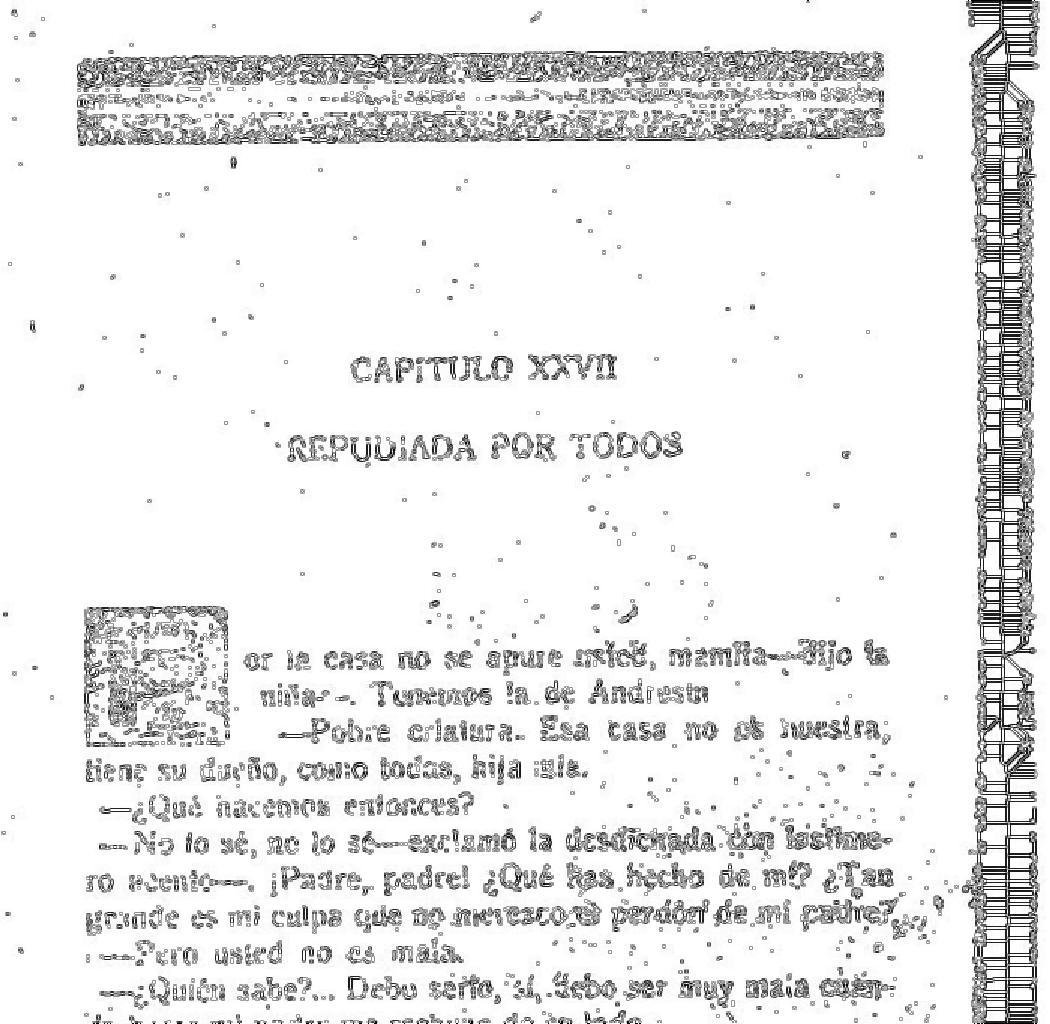 CAPITULO XXVII
REPUDIADA POR TODOS
Por la casa no se apure usted, mamita—dijo la
niña—. Tenemos la de Andresto
—Pobre criatura. Esa casa no es nuestra,
tiene su dueño, como todas, hija mía.
—¿Qué hacemos entonces?
—No lo sé, no lo sé—exclamó la desdichada con lastime-
ro acento—. ¡Padre, padre! ¿Qué has hecho de mí? ¿Tan
grande es mi culpa que no merezco el perdón de mi padre?
—Pero usted no es mala.
—¿Quién sabe?... Debo serlo, sí, debo ser muy mala cuan-